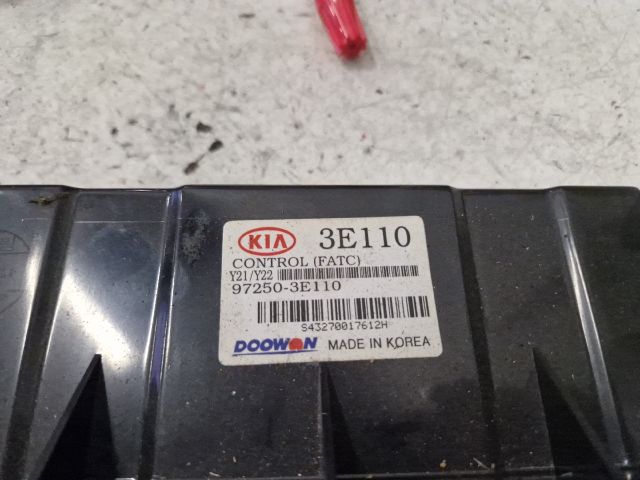 KIA 3E110
CONTROL (FATC)
Y21/Y22
97250-3E110
S43270017612H
DOOWON MADE IN KOREA